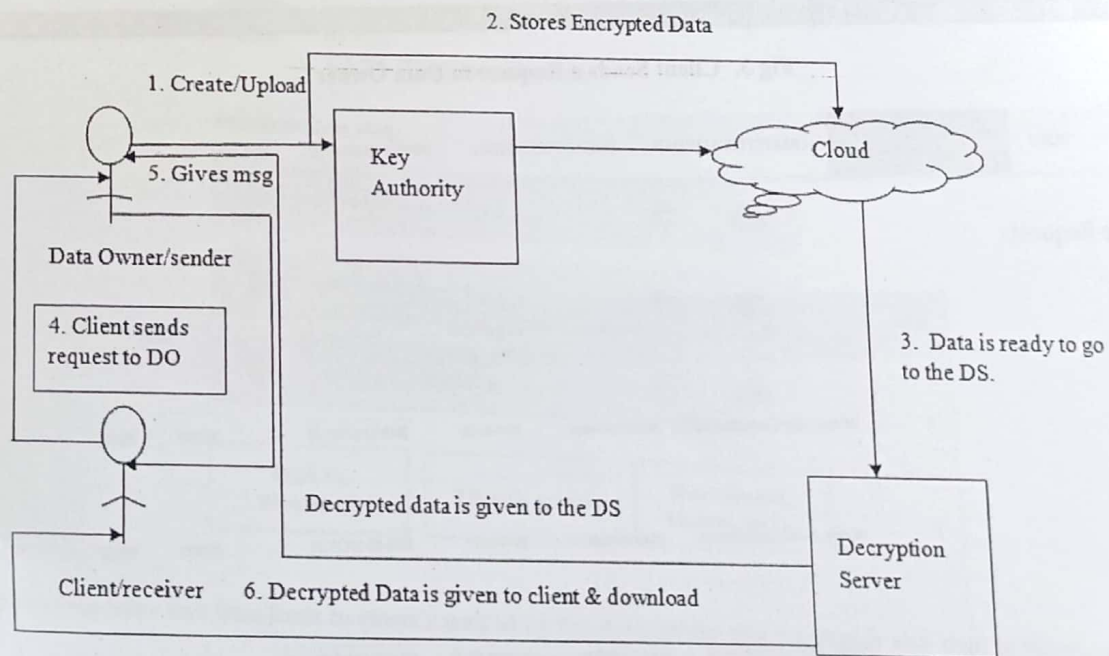 2. Stores Encrypted Data
1. Create/Upload
Key
Authority
Cloud
5. Gives msg
Data Owner/sender
4. Client sends
request to DO
3. Data is ready to go
to the DS.
Decrypted data is given to the DS
Decryption
Server
Client/receiver
6. Decrypted Data is given to client & download